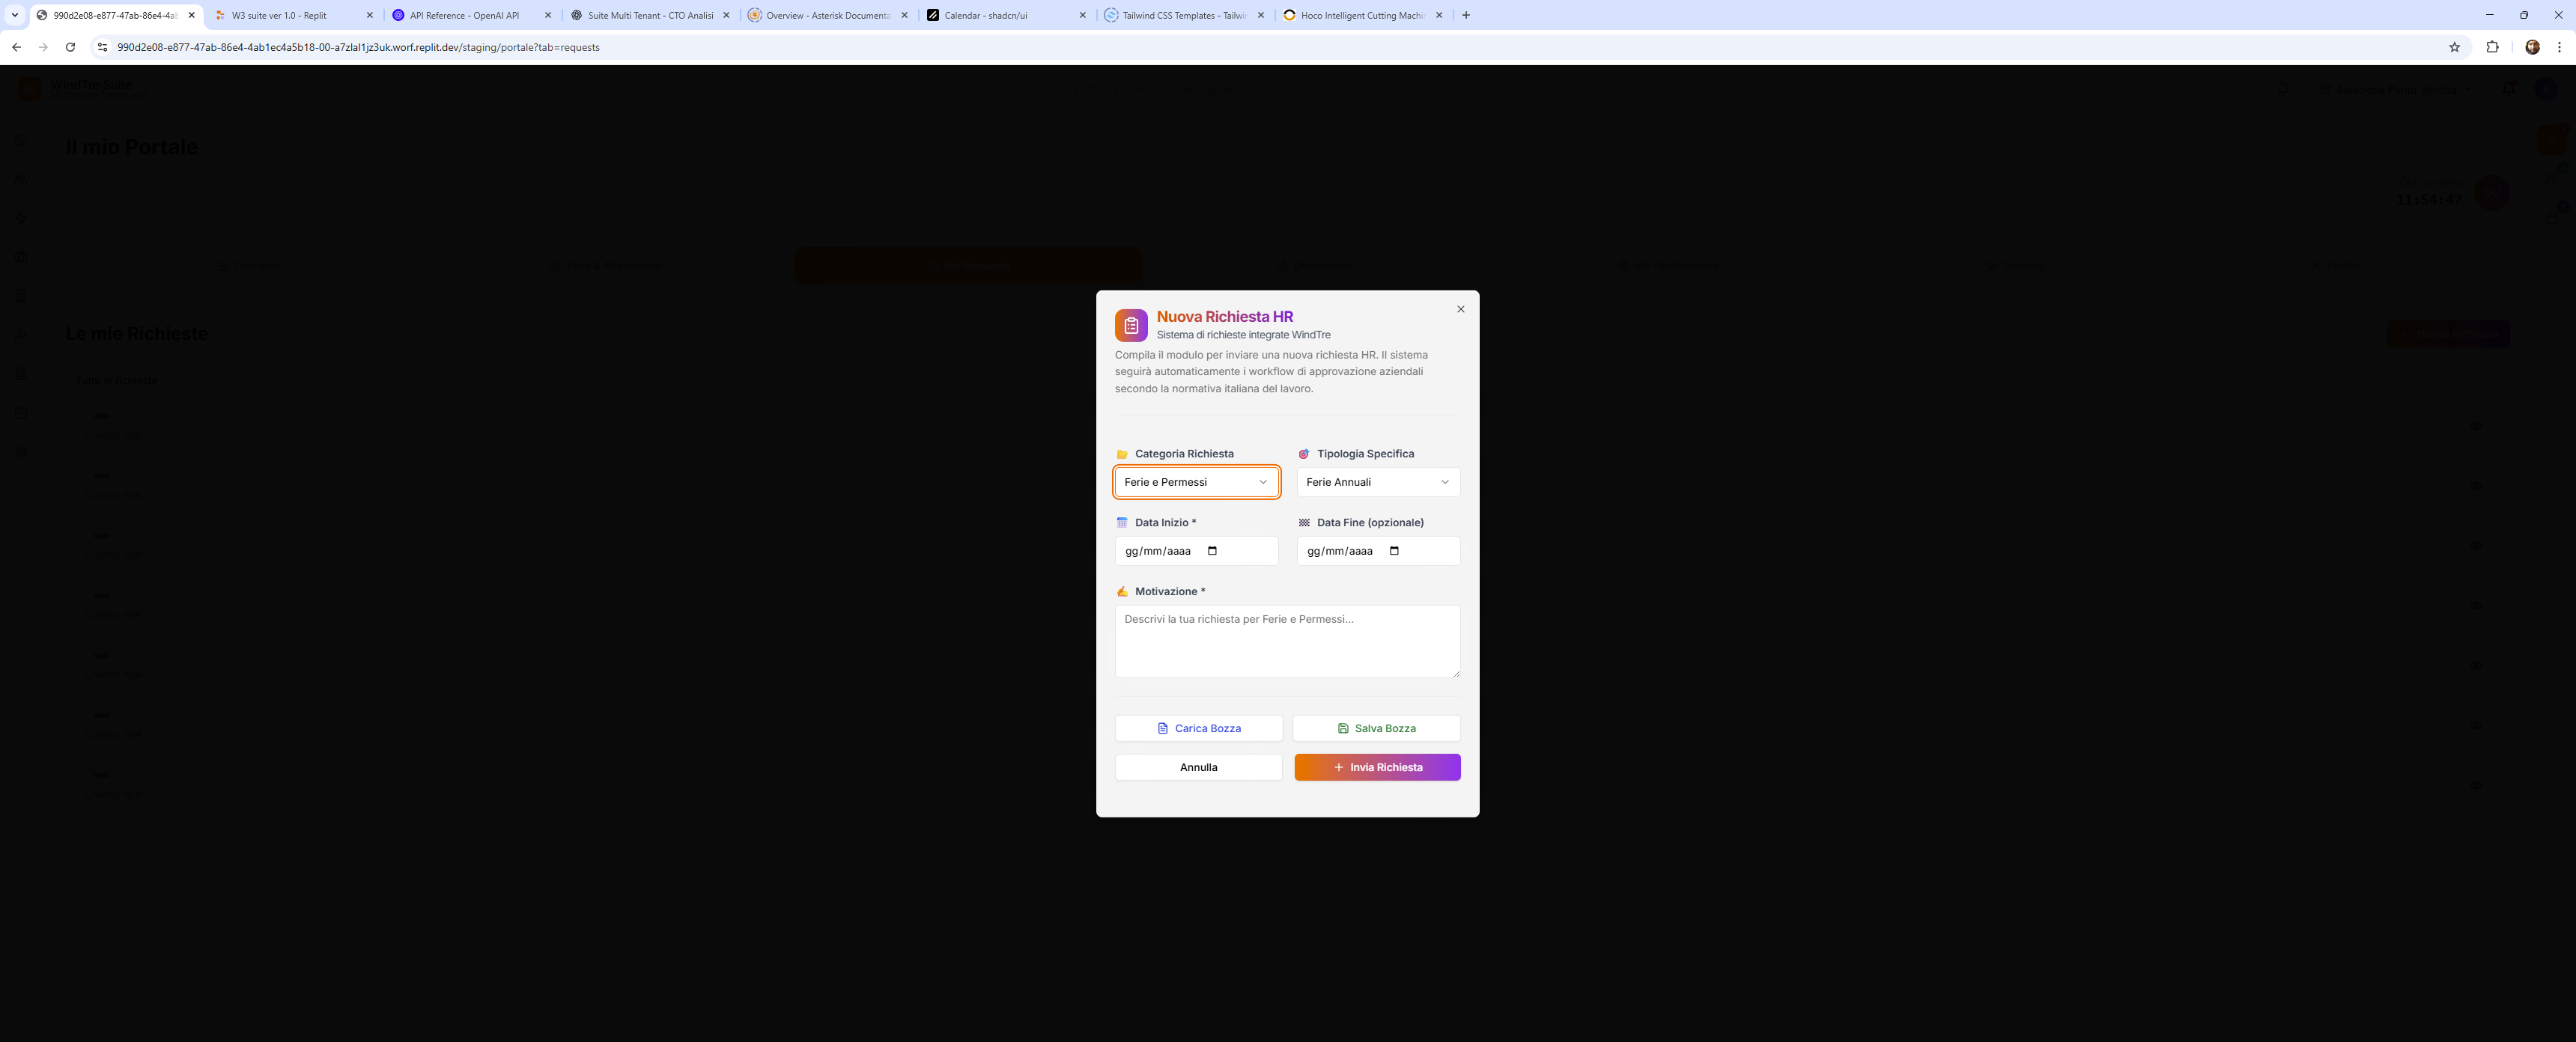 990d2e08-e877-47ab-86e4-4ab
W3 suite ver 1.0 - Replit
API Reference - OpenAI API
Suite Multi Tenant - CTO Analisi
Overview - Asterisk Documenta
Calendar - shadcn/ui
Tailwind CSS Templates - Tailwin
Hoco Intelligent Cutting Machin
990d2e08-e877-47ab-86e4-4ab1ec4a5b18-00-a7zlal1jz3uk.worf.replit.dev/staging/portale?tab=requests
WindTre Suite
Seleziona Punto Vendita
Il mio Portale
11:54:47
Le mie Richieste
Tutte le richieste
Nuova Richiesta HR
Sistema di richieste integrate WindTre
Compila il modulo per inviare una nuova richiesta HR. Il sistema
seguirà automaticamente i workflow di approvazione aziendali
secondo la normativa italiana del lavoro.
Categoria Richiesta
Tipologia Specifica
Ferie e Permessi
Ferie Annuali
Data Inizio *
Data Fine (opzionale)
gg/mm/aaaa
gg/mm/aaaa
Motivazione *
Descrivi la tua richiesta per Ferie e Permessi...
Carica Bozza
Salva Bozza
Annulla
Invia Richiesta